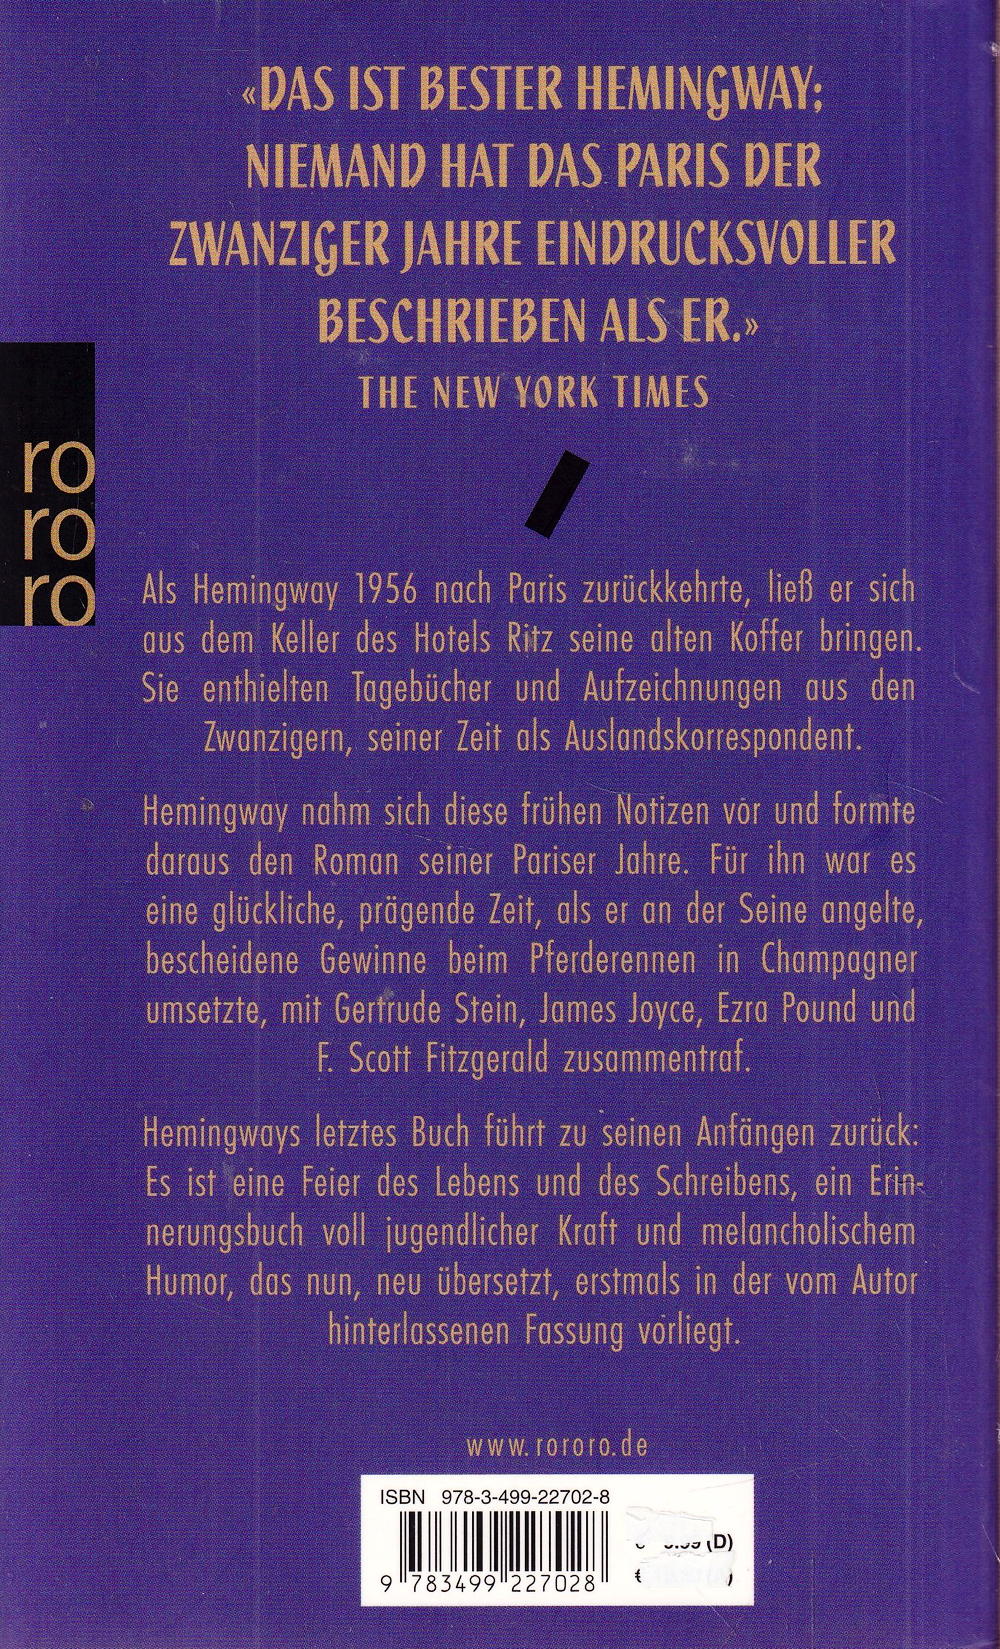 «DAS IST BESTER HEMINGWAY;
NIEMAND HAT DAS PARIS DER
ZWANZIGER JAHRE EINDRUCKSVOLLER
BESCHRIEBEN ALS ER.»
THE NEW YORK TIMES
ro
ro
ro
Als Hemingway 1956 nach Paris zurückkehrte, ließ er sich
aus dem Keller des Hotels Ritz seine alten Koffer bringen.
Sie enthielten Tagebücher und Aufzeichnungen aus den
Zwanzigern, seiner Zeit als Auslandskorrespondent.
Hemingway nahm sich diese frühen Notizen vor und formte
daraus den Roman seiner Pariser Jahre. Für ihn war es
eine glückliche, prägende Zeit, als er an der Seine angelte,
bescheidene Gewinne beim Pferderennen in Champagner
umsetzte, mit Gertrude Stein, James Joyce, Ezra Pound und
F. Scott Fitzgerald zusammentraf.
Hemingways letztes Buch führt zu seinen Anfängen zurück:
Es ist eine Feier des Lebens und des Schreibens, ein Erin-
nerungsbuch voll jugendlicher Kraft und melancholischem
Humor, das nun, neu übersetzt, erstmals in der vom Autor
hinterlassenen Fassung vorliegt.
www.rororo.de
ISBN 978-3-499-22702-8
(D)
€
9 783499 227028